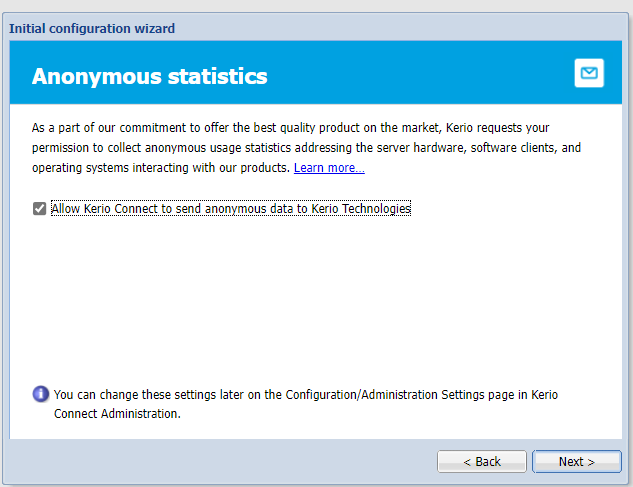 Initial configuration wizard
Anonymous statistics
As a part of our commitment to offer the best quality product on the market, Kerio requests your
permission to collect anonymous usage statistics addressing the server hardware, software clients, and
operating systems interacting with our products. Learn more...
Allow Kerio Connect to send anonymous data to Kerio Technologies
You can change these settings later on the Configuration/Administration Settings page in Kerio
Connect Administration.
< Back
Next >